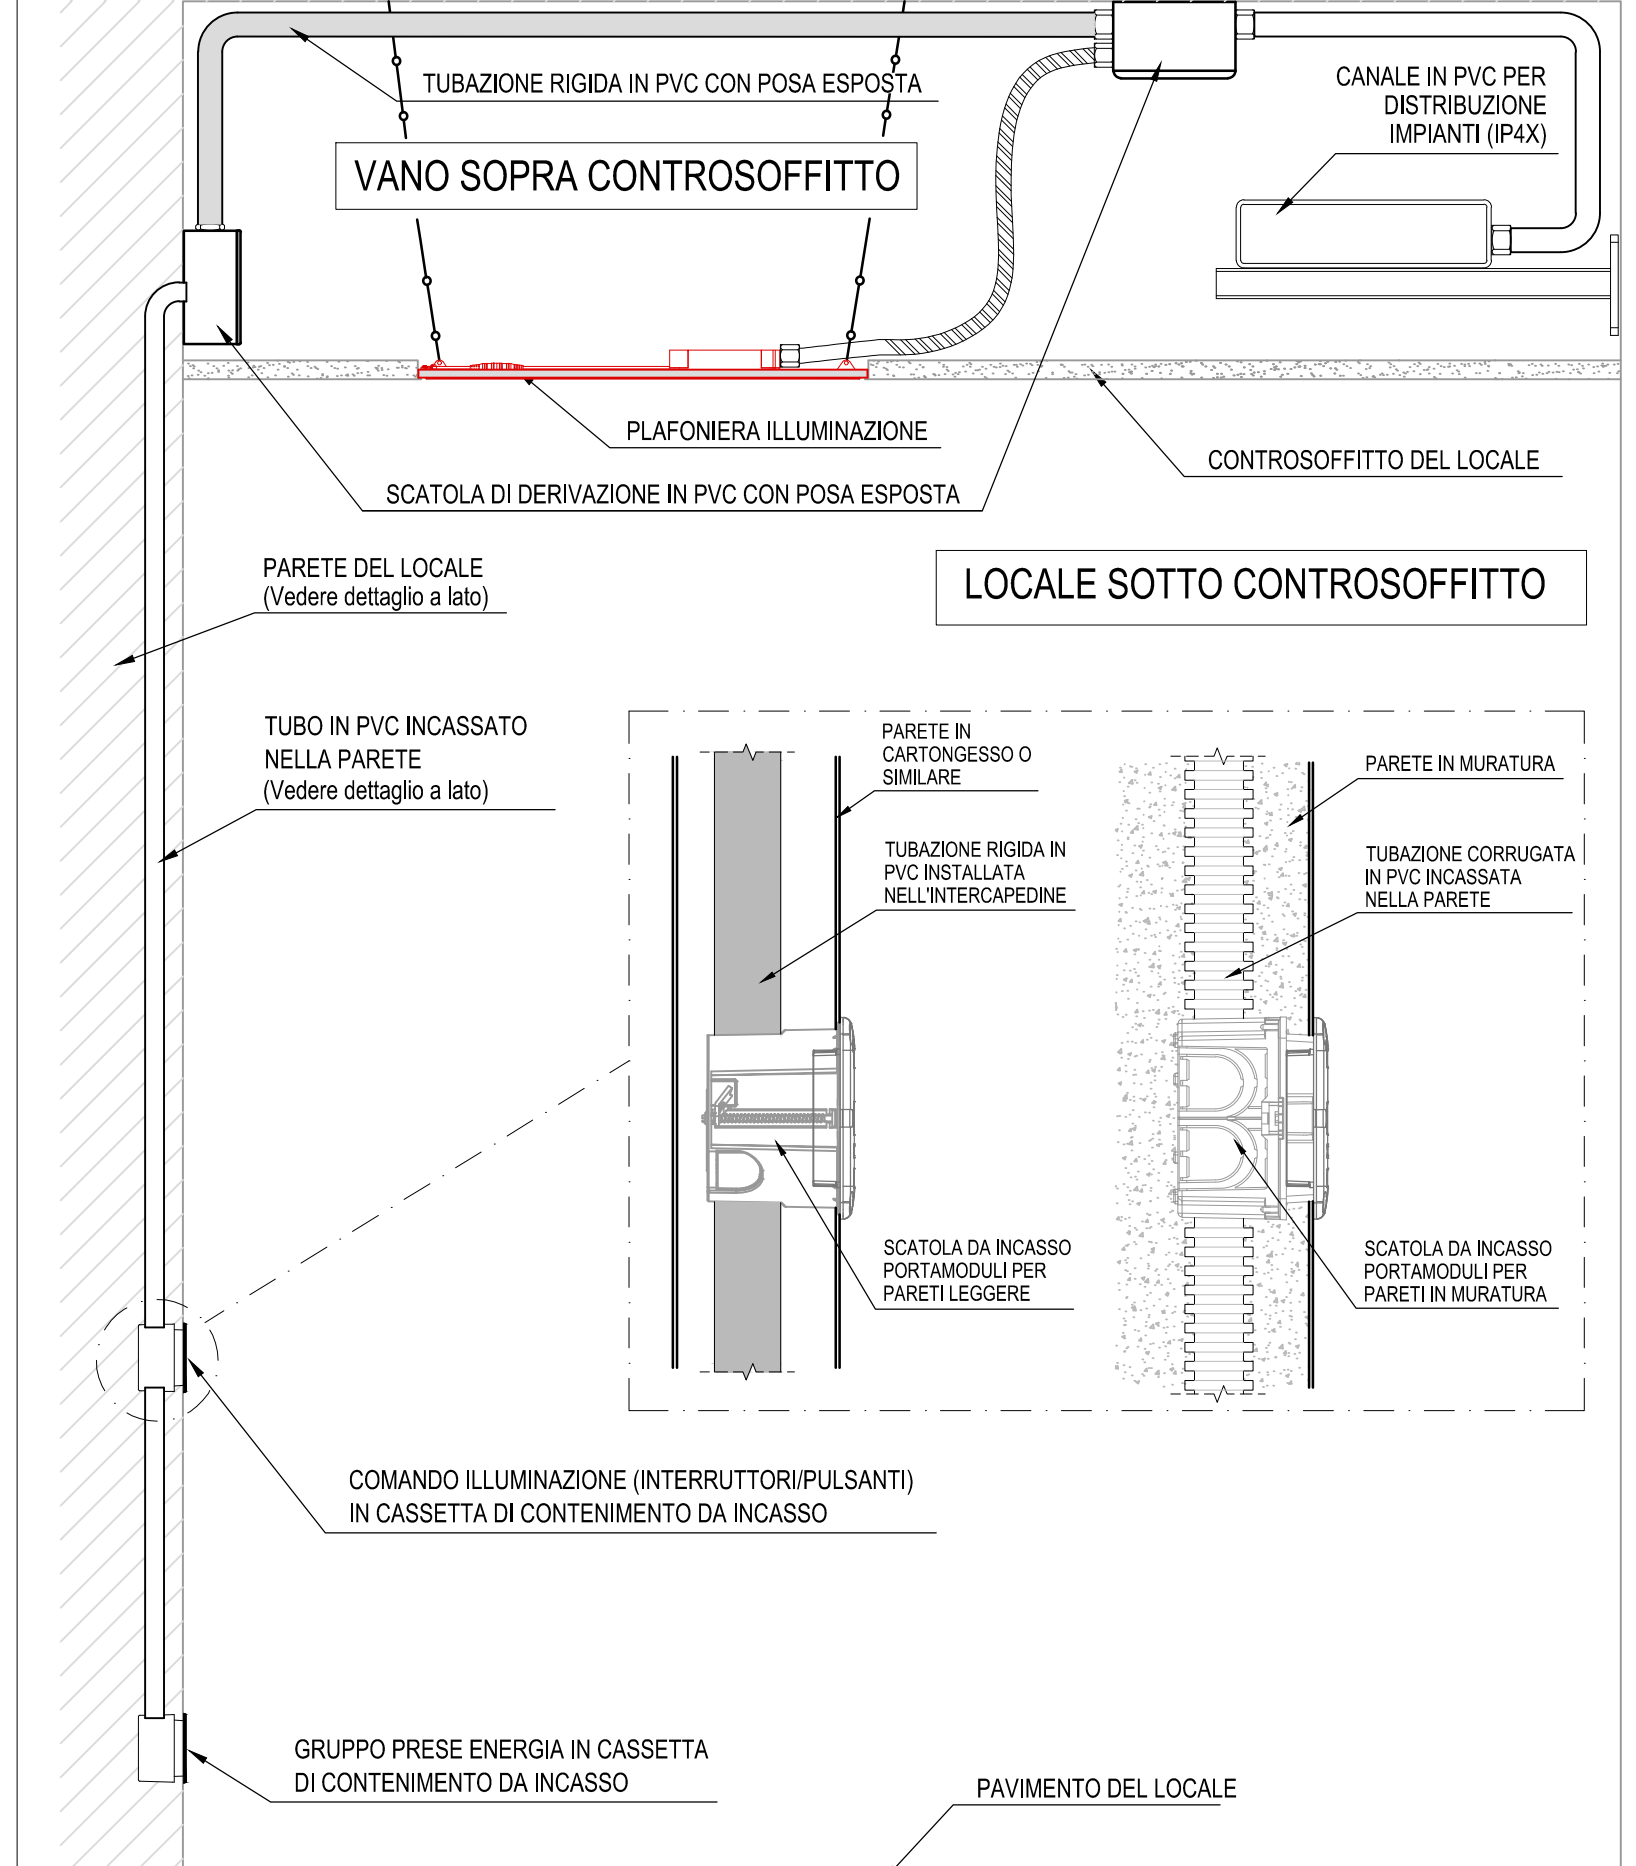 TUBAZIONE RIGIDA IN PVC CON POSA ESPOSTA
CANALE IN PVC PER
DISTRIBUZIONE
IMPIANTI (IP4X)
VANO SOPRA CONTROSOFFITTO
PLAFONIERA ILLUMINAZIONE
CONTROSOFFITTO DEL LOCALE
SCATOLA DI DERIVAZIONE IN PVC CON POSA ESPOSTA
PARETE DEL LOCALE
(Vedere dettaglio a lato)
LOCALE SOTTO CONTROSOFFITTO
TUBO IN PVC INCASSATO
NELLA PARETE
(Vedere dettaglio a lato)
PARETE IN
CARTONGESSO O
SIMILARE
PARETE IN MURATURA
TUBAZIONE RIGIDA IN
PVC INSTALLATA
NELL'INTERCAPEDINE
TUBAZIONE CORRUGATA
IN PVC INCASSATA
NELLA PARETE
SCATOLA DA INCASSO
PORTAMODULI PER
PARETI LEGGERE
SCATOLA DA INCASSO
PORTAMODULI PER
PARETI IN MURATURA
COMANDO ILLUMINAZIONE (INTERRUTTORI/PULSANTI)
IN CASSETTA DI CONTENIMENTO DA INCASSO
GRUPPO PRESE ENERGIA IN CASSETTA
DI CONTENIMENTO DA INCASSO
PAVIMENTO DEL LOCALE